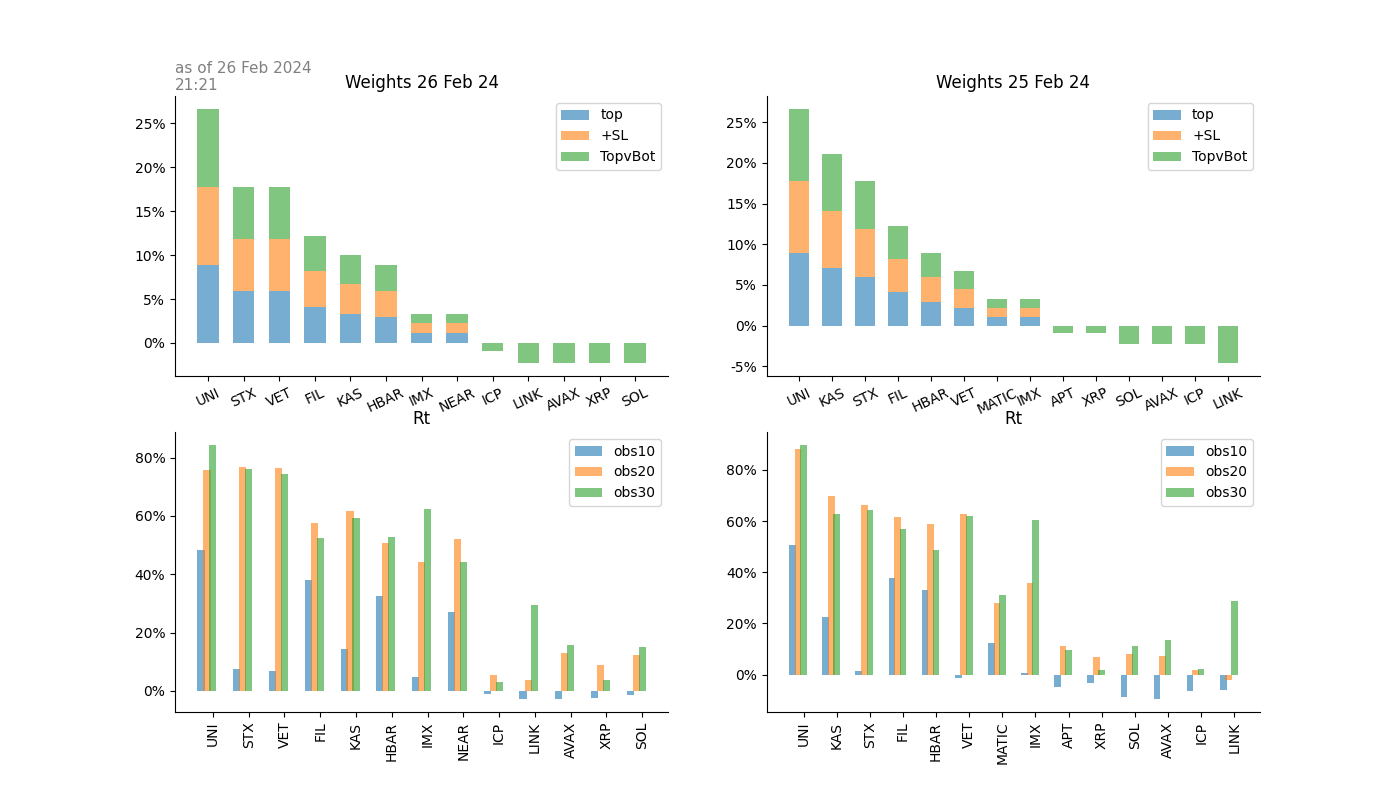 as of 26 Feb 2024
21:21
Weights 26 Feb 24
25%
20%
15%
10%
5%
0%
top
+SL
TopvBot
UNI STX VET FIL KAS HBAR IMX NEAR ICP LINK AVAX XRP SOL
Weights 25 Feb 24
25%
20%
15%
10%
5%
0%
-5%
top
+SL
TopvBot
UNI KAS STX FIL HBAR VET MATIC IMX APT XRP SOL AVAX ICP LINK
Rt
80%
60%
40%
20%
0%
obs10
obs20
obs30
UNI STX VET FIL KAS HBAR IMX NEAR ICP LINK AVAX XRP SOL
Rt
80%
60%
40%
20%
0%
obs10
obs20
obs30
UNI KAS STX FIL HBAR VET MATIC IMX APT XRP SOL AVAX ICP LINK